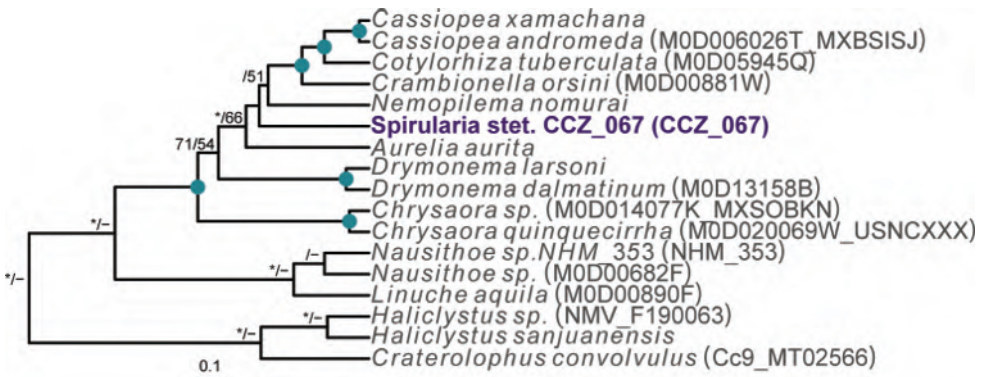 Cassiopea xamachana
Cassiopea andromeda (M0D006026T_MXBSISJ)
Cotylorhiza tuberculata (M0D05945Q)
Crambionella orsini (M0D00881W)
/51
Nemopilema nomurai
*/66
Spirularia stet. CCZ_067 (CCZ_067)
71/54
Aurelia aurita
Drymonema larsoni
Drymonema dalmatinum (M0D13158B)
Chrysaora sp. (M0D014077K_MXSOBKN)
*/–
Chrysaora quinquecirrha (M0D020069W_USNCXXX)
/–
Nausithoe sp.NHM_353 (NHM_353)
*/–
*/–
Nausithoe sp. (M0D00682F)
Linuche aquila (M0D00890F)
*/–
Haliclystus sp. (NMV_F190063)
*/–
Haliclystus sanjuanensis
Craterolophus convolvulus (Cc9_MT02566)
0.1